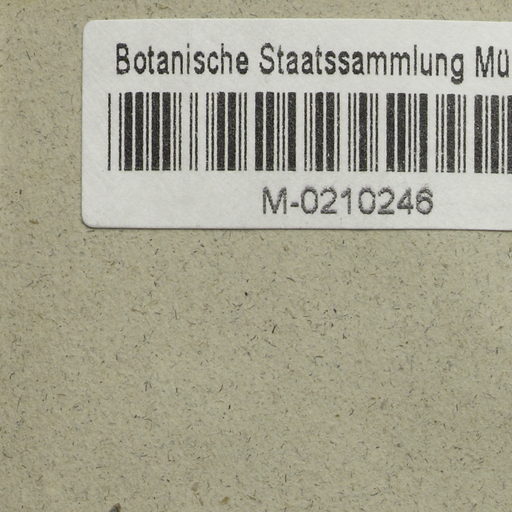 Botanische Staatssammlung Mü
M-0210246